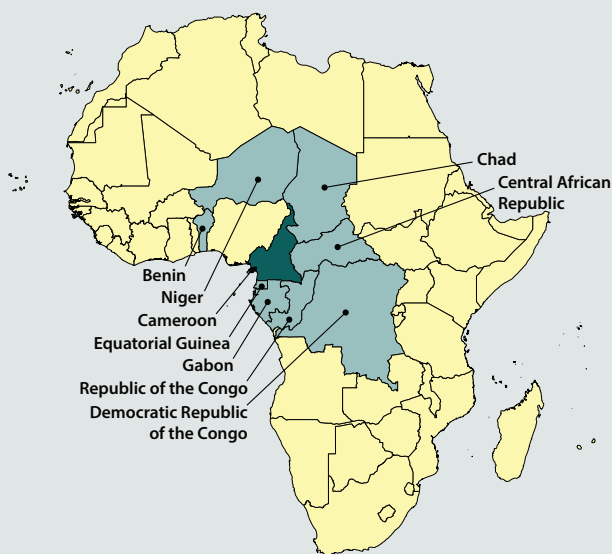 Chad
Central African
Republic
Benin
Niger
Cameroon
Equatorial Guinea
Gabon
Republic of the Congo
Democratic Republic
of the Congo